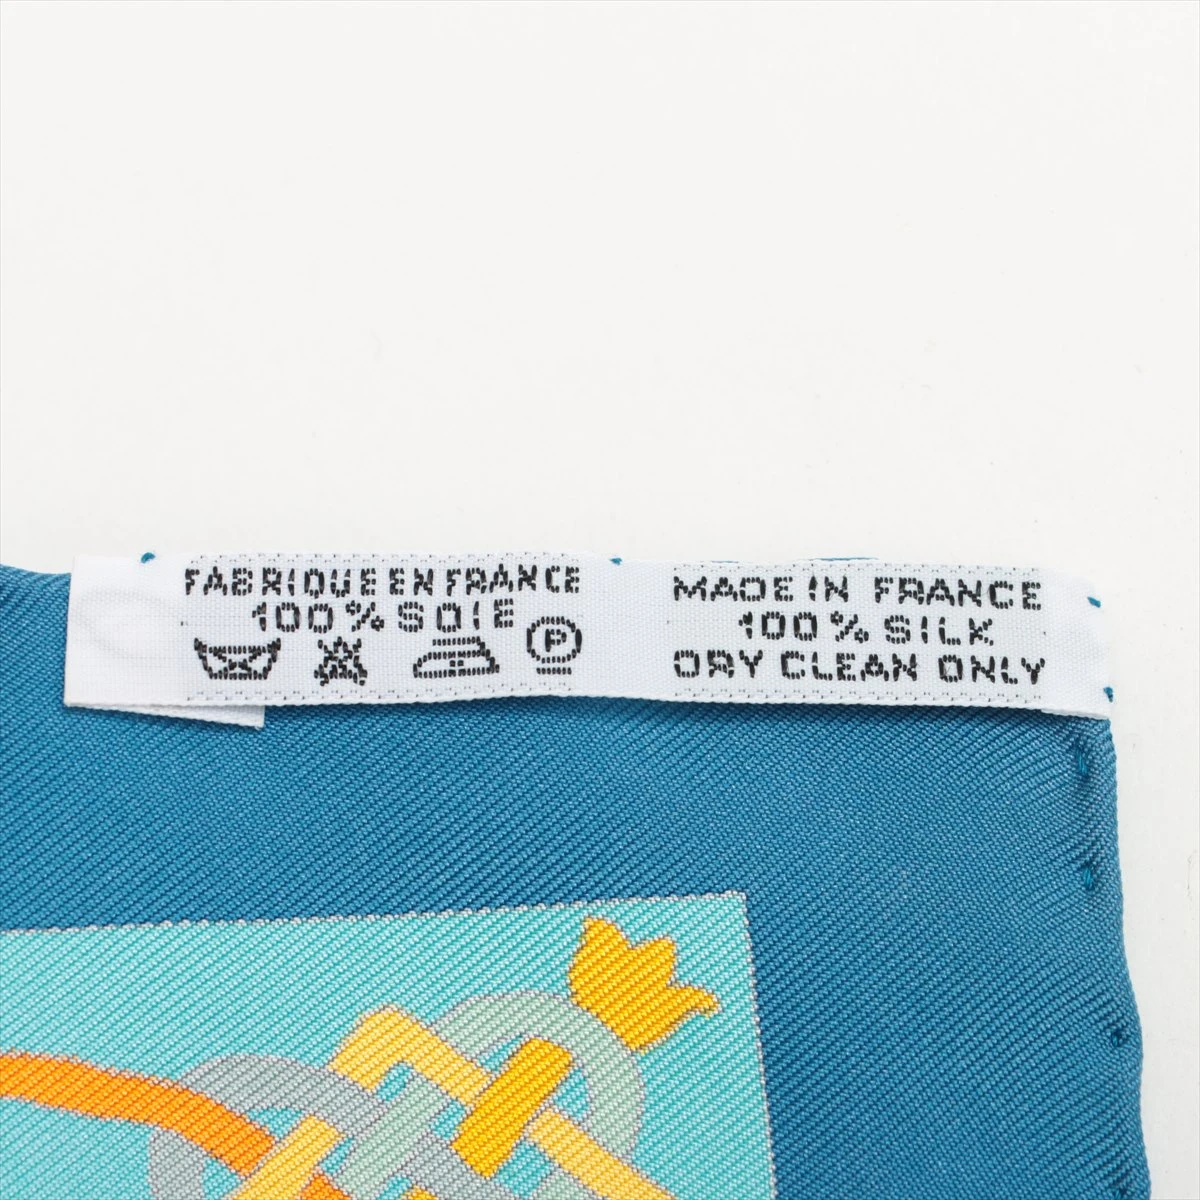 FABRIQUE EN FRANCE
100% SOIE
P
MADE IN FRANCE
100% SILK
DRY CLEAN ONLY